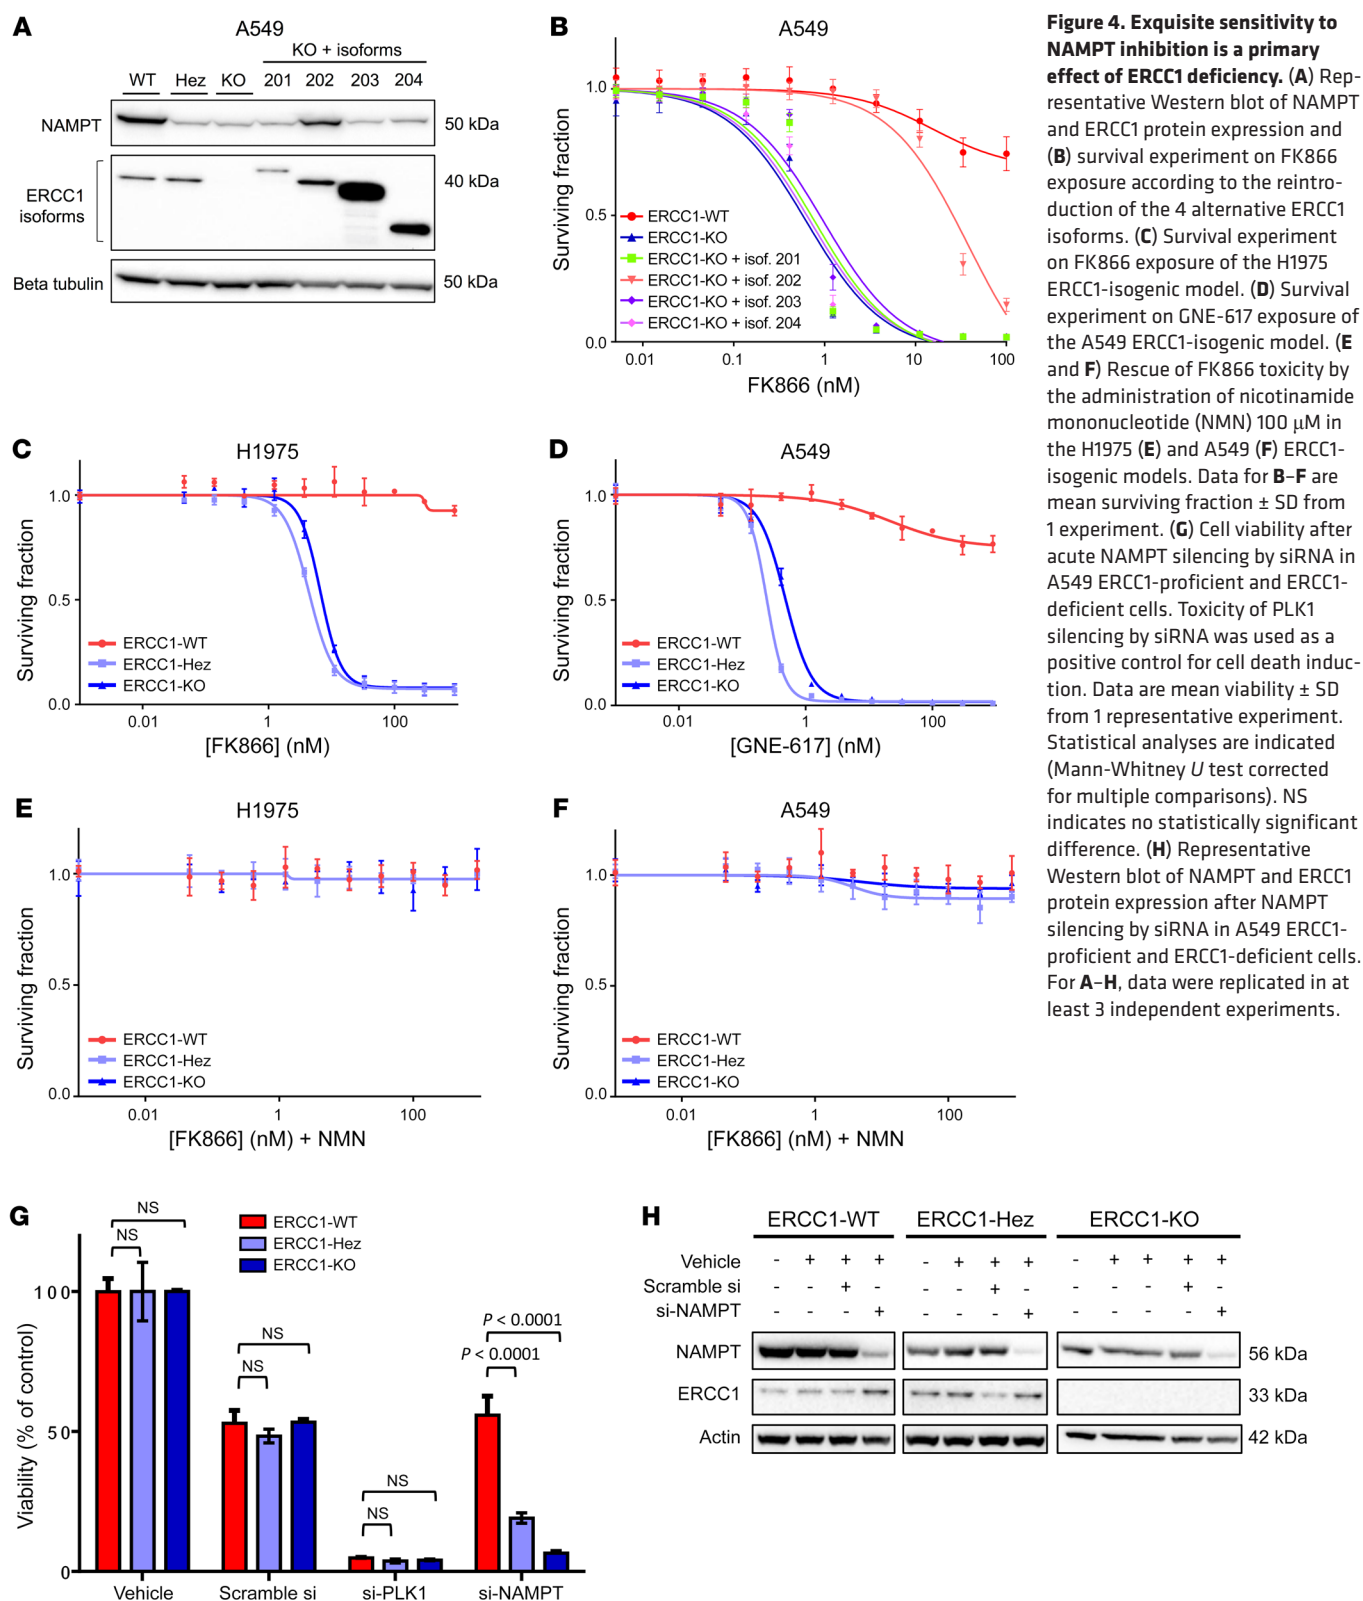 A
A549
KO + isoforms
WT Hez KO 201 202 203 204
NAMPT
50 kDa
ERCC1
isoforms
40 kDa
Beta tubulin
50 kDa
B
A549
Surviving fraction
1.0
0.5
0.0
ERCC1-WT
ERCC1-KO
ERCC1-KO + isof. 201
ERCC1-KO + isof. 202
ERCC1-KO + isof. 203
ERCC1-KO + isof. 204
0.01 0.1 1 10 100
FK866 (nM)
Figure 4. Exquisite sensitivity to
NAMPT inhibition is a primary
effect of ERCC1 deficiency. (A) Rep-
resentative Western blot of NAMPT
and ERCC1 protein expression and
(B) survival experiment on FK866
exposure according to the reintro-
duction of the 4 alternative ERCC1
isoforms. (C) Survival experiment
on FK866 exposure of the H1975
ERCC1-isogenic model. (D) Survival
experiment on GNE-617 exposure of
the A549 ERCC1-isogenic model. (E
and F) Rescue of FK866 toxicity by
the administration of nicotinamide
mononucleotide (NMN) 100 μM in
the H1975 (E) and A549 (F) ERCC1-
isogenic models. Data for B–F are
mean surviving fraction ± SD from
1 experiment. (G) Cell viability after
acute NAMPT silencing by siRNA in
A549 ERCC1-proficient and ERCC1-
deficient cells. Toxicity of PLK1
silencing by siRNA was used as a
positive control for cell death induc-
tion. Data are mean viability ± SD
from 1 representative experiment.
Statistical analyses are indicated
(Mann-Whitney U test corrected
for multiple comparisons). NS
indicates no statistically significant
difference. (H) Representative
Western blot of NAMPT and ERCC1
protein expression after NAMPT
silencing by siRNA in A549 ERCC1-
proficient and ERCC1-deficient cells.
For A–H, data were replicated in at
least 3 independent experiments.
C
H1975
Surviving fraction
1.0
0.5
0.0
ERCC1-WT
ERCC1-Hez
ERCC1-KO
0.01 1 100
[FK866] (nM)
D
A549
Surviving fraction
1.0
0.5
0.0
ERCC1-WT
ERCC1-Hez
ERCC1-KO
0.01 1 100
[GNE-617] (nM)
E
H1975
Surviving fraction
1.0
0.5
0.0
ERCC1-WT
ERCC1-Hez
ERCC1-KO
0.01 1 100
[FK866] (nM) + NMN
F
A549
Surviving fraction
1.0
0.5
0.0
ERCC1-WT
ERCC1-Hez
ERCC1-KO
0.01 1 100
[FK866] (nM) + NMN
G
Viability (% of control)
100
50
0
NS
NS
ERCC1-WT
ERCC1-Hez
ERCC1-KO
NS
NS
NS
NS
P < 0.0001
P < 0.0001
Vehicle Scramble si si-PLK1 si-NAMPT
H
ERCC1-WT ERCC1-Hez ERCC1-KO
Vehicle - + + + - + + + - + + + +
Scramble si - - + - - - + - - - - + -
si-NAMPT - - - + - - - + - - - - +
NAMPT 56 kDa
ERCC1 33 kDa
Actin 42 kDa